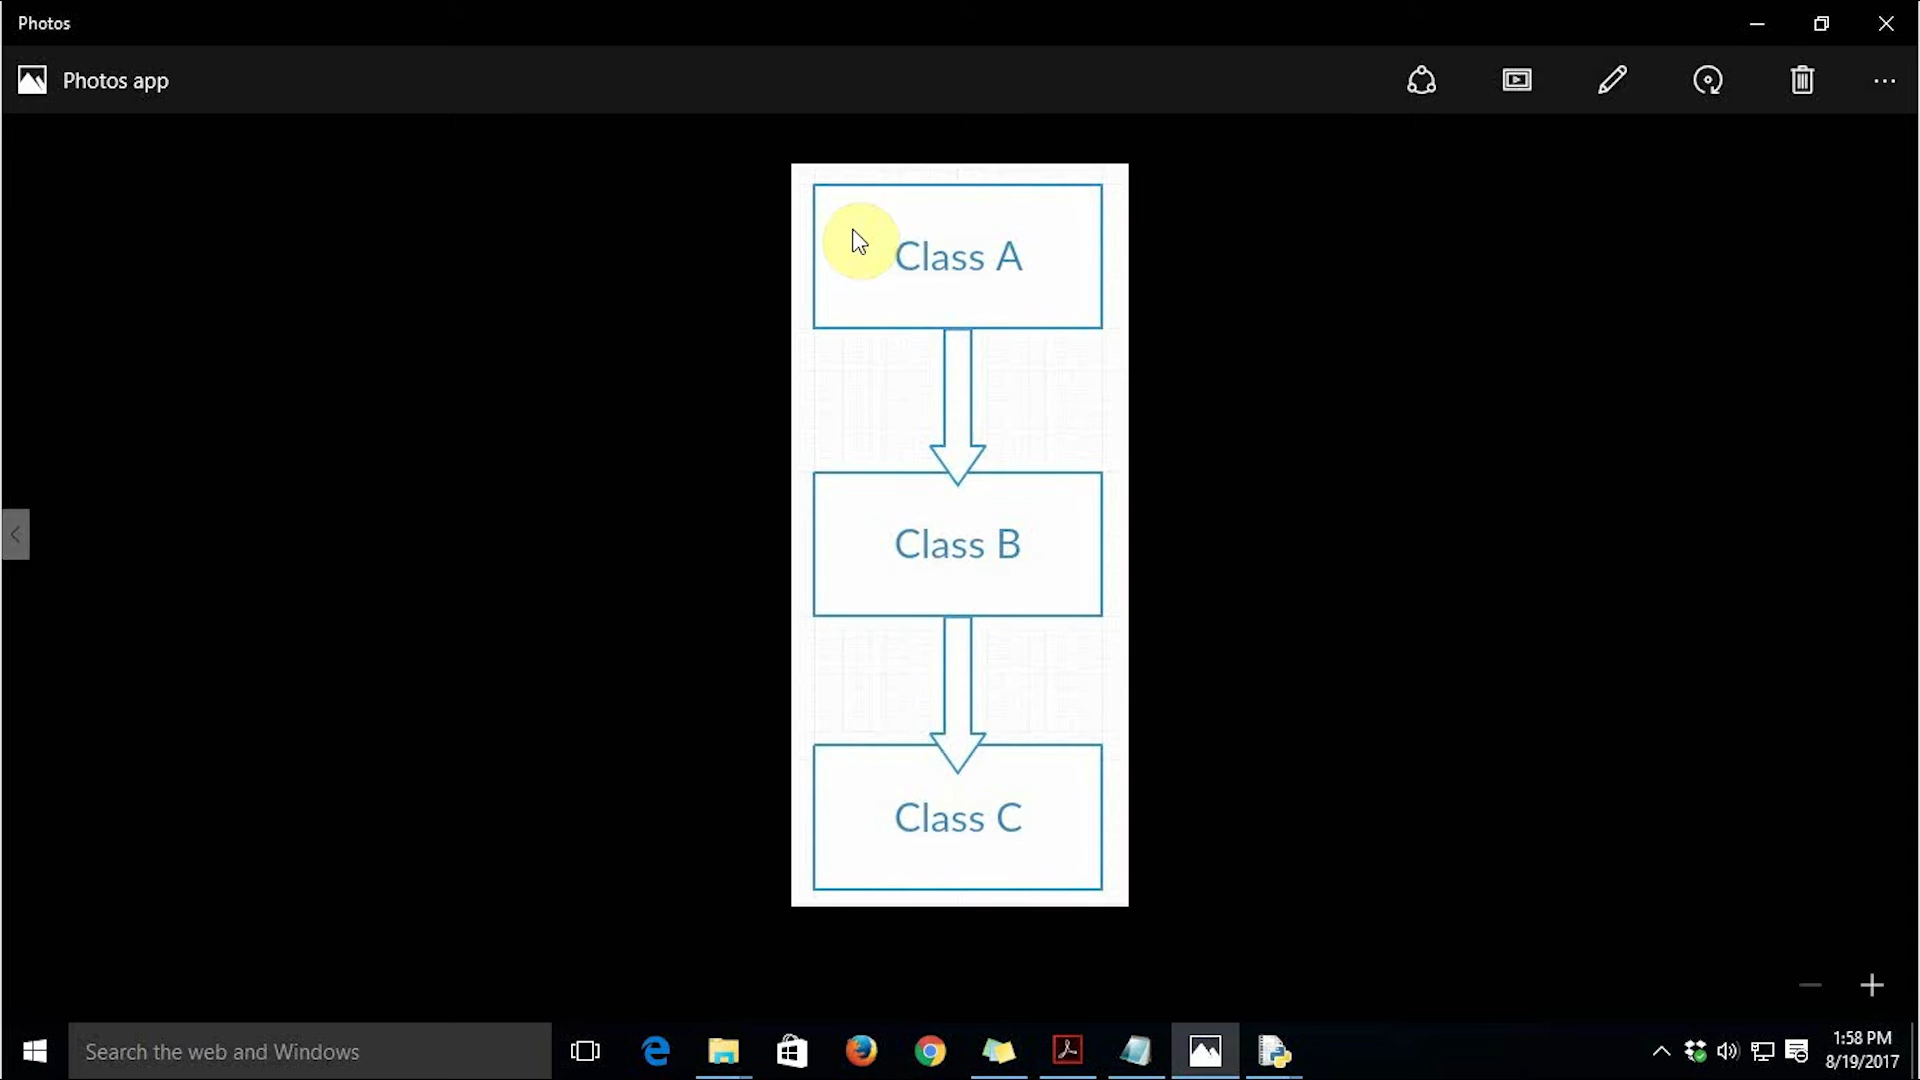 Photos
Photos app
Class A
Class B
Class C
Search the web and Windows
1:58 PM
8/19/2017